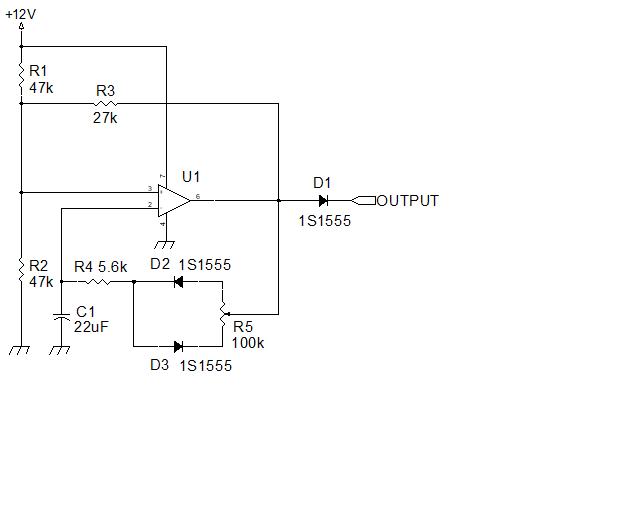 +12V
R1
47k
R3
27k
U1
7
3
+
2
-
6
4
D1
1S1555
OUTPUT
R2
47k
R4 5.6k
D2 1S1555
C1
22uF
R5
100k
D3 1S1555